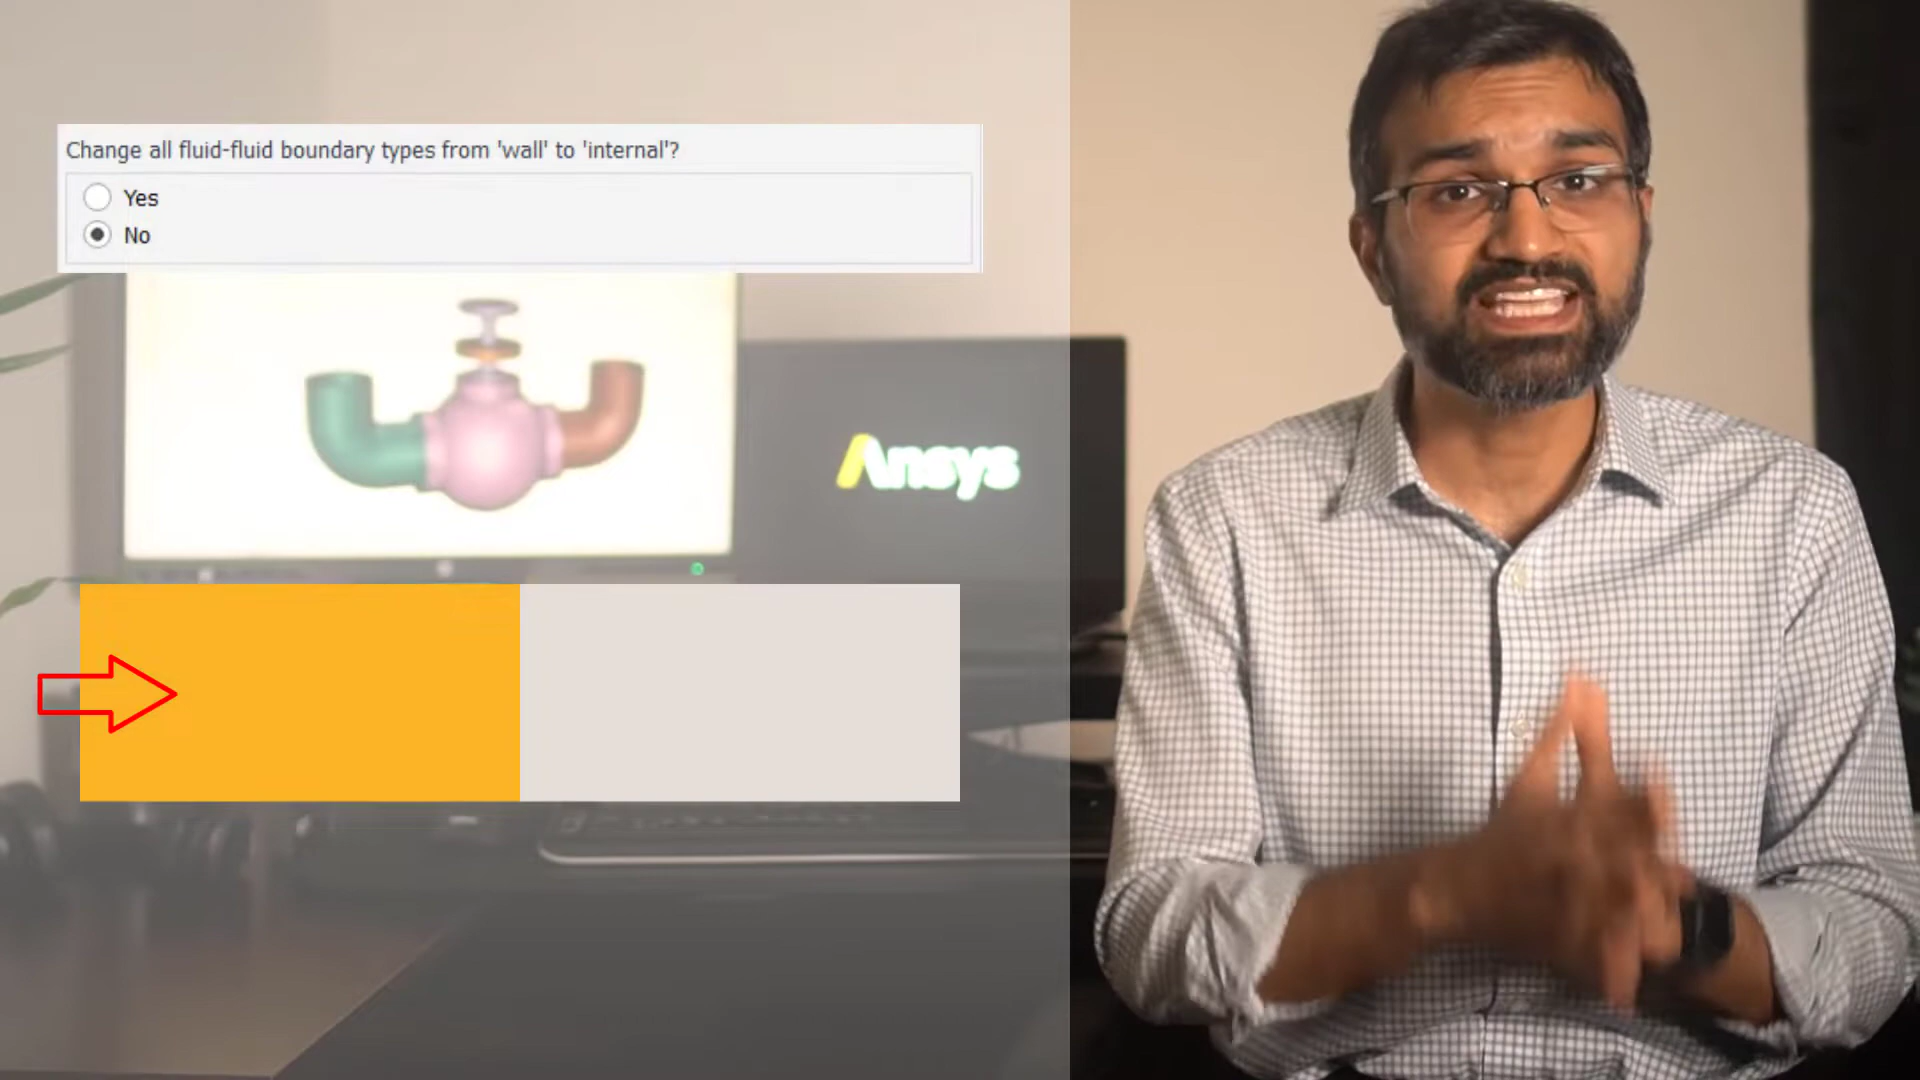 Change all fluid-fluid boundary types from 'wall' to 'internal'?
Yes
No
Ansys